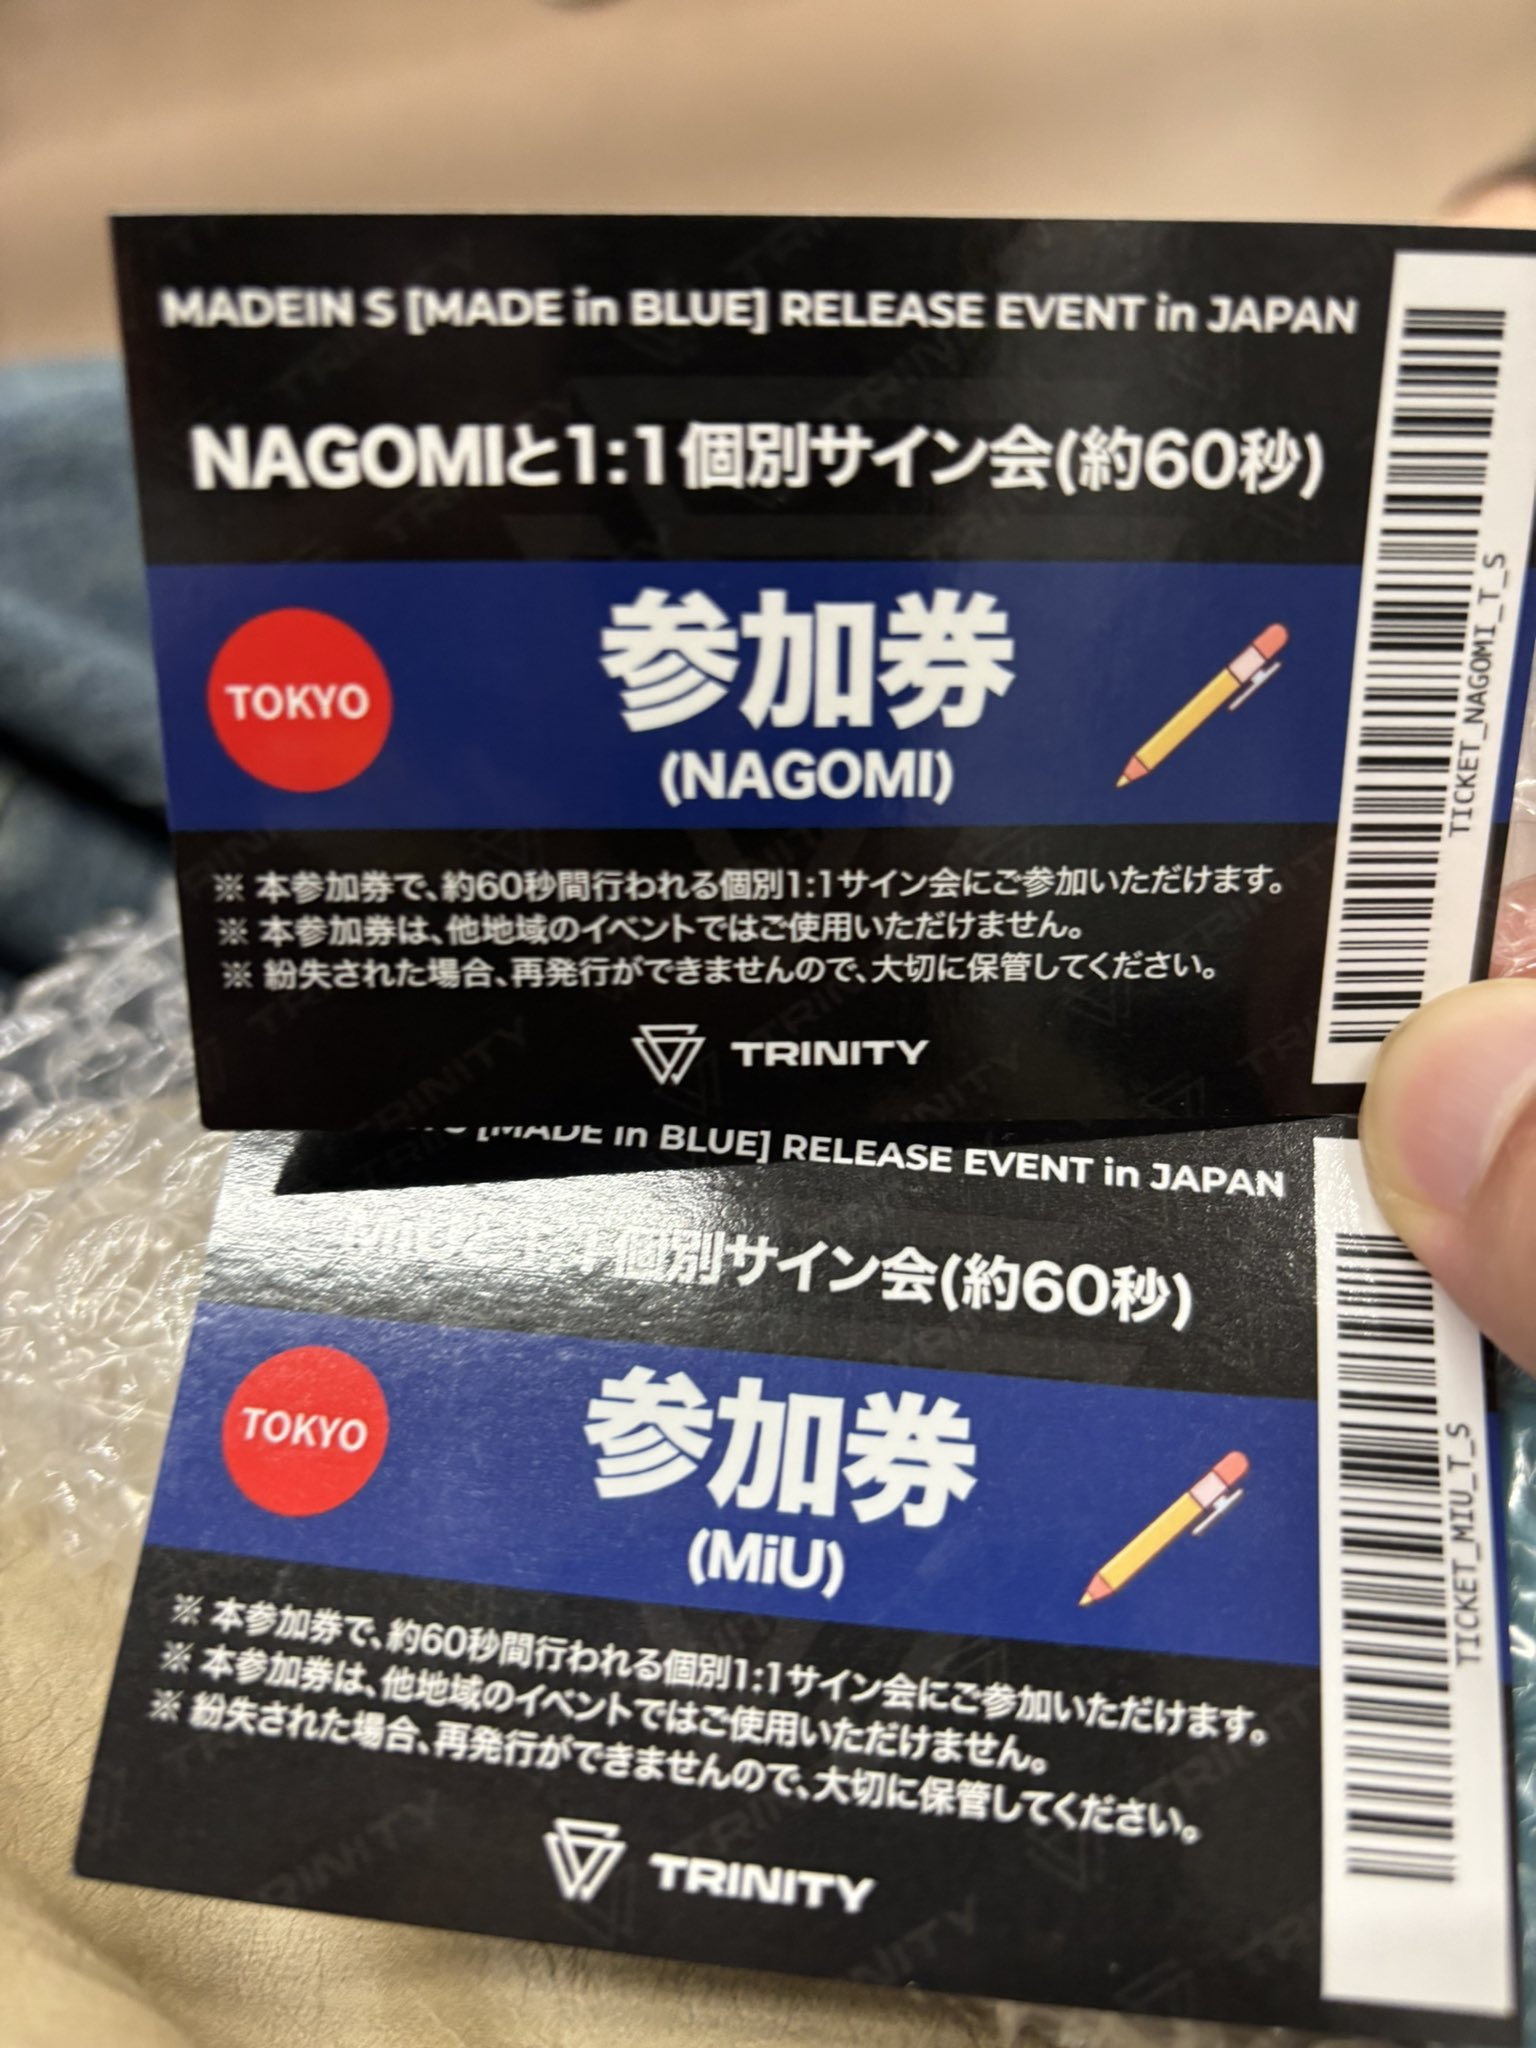 MADEIN S [MADE in BLUE] RELEASE EVENT in JAPAN
NAGOMIと1:1個別サイン会(約60秒)
TOKYO
参加券
(NAGOMI)
※ 本参加券で、約60秒間行われる個別1:1サイン会にご参加いただけます。
※ 本参加券は、他地域のイベントではご使用いただけません。
※ 紛失された場合、再発行ができませんので、大切に保管してください。
TRINITY
TICKET_NAGOMI_T_S
[MADE in BLUE] RELEASE EVENT in JAPAN
MiUと1:1個別サイン会(約60秒)
TOKYO
参加券
(MiU)
※ 本参加券で、約60秒間行われる個別1:1サイン会にご参加いただけます。
※ 本参加券は、他地域のイベントではご使用いただけません。
※ 紛失された場合、再発行ができませんので、大切に保管してください。
TRINITY
TICKET_MIU_T_S